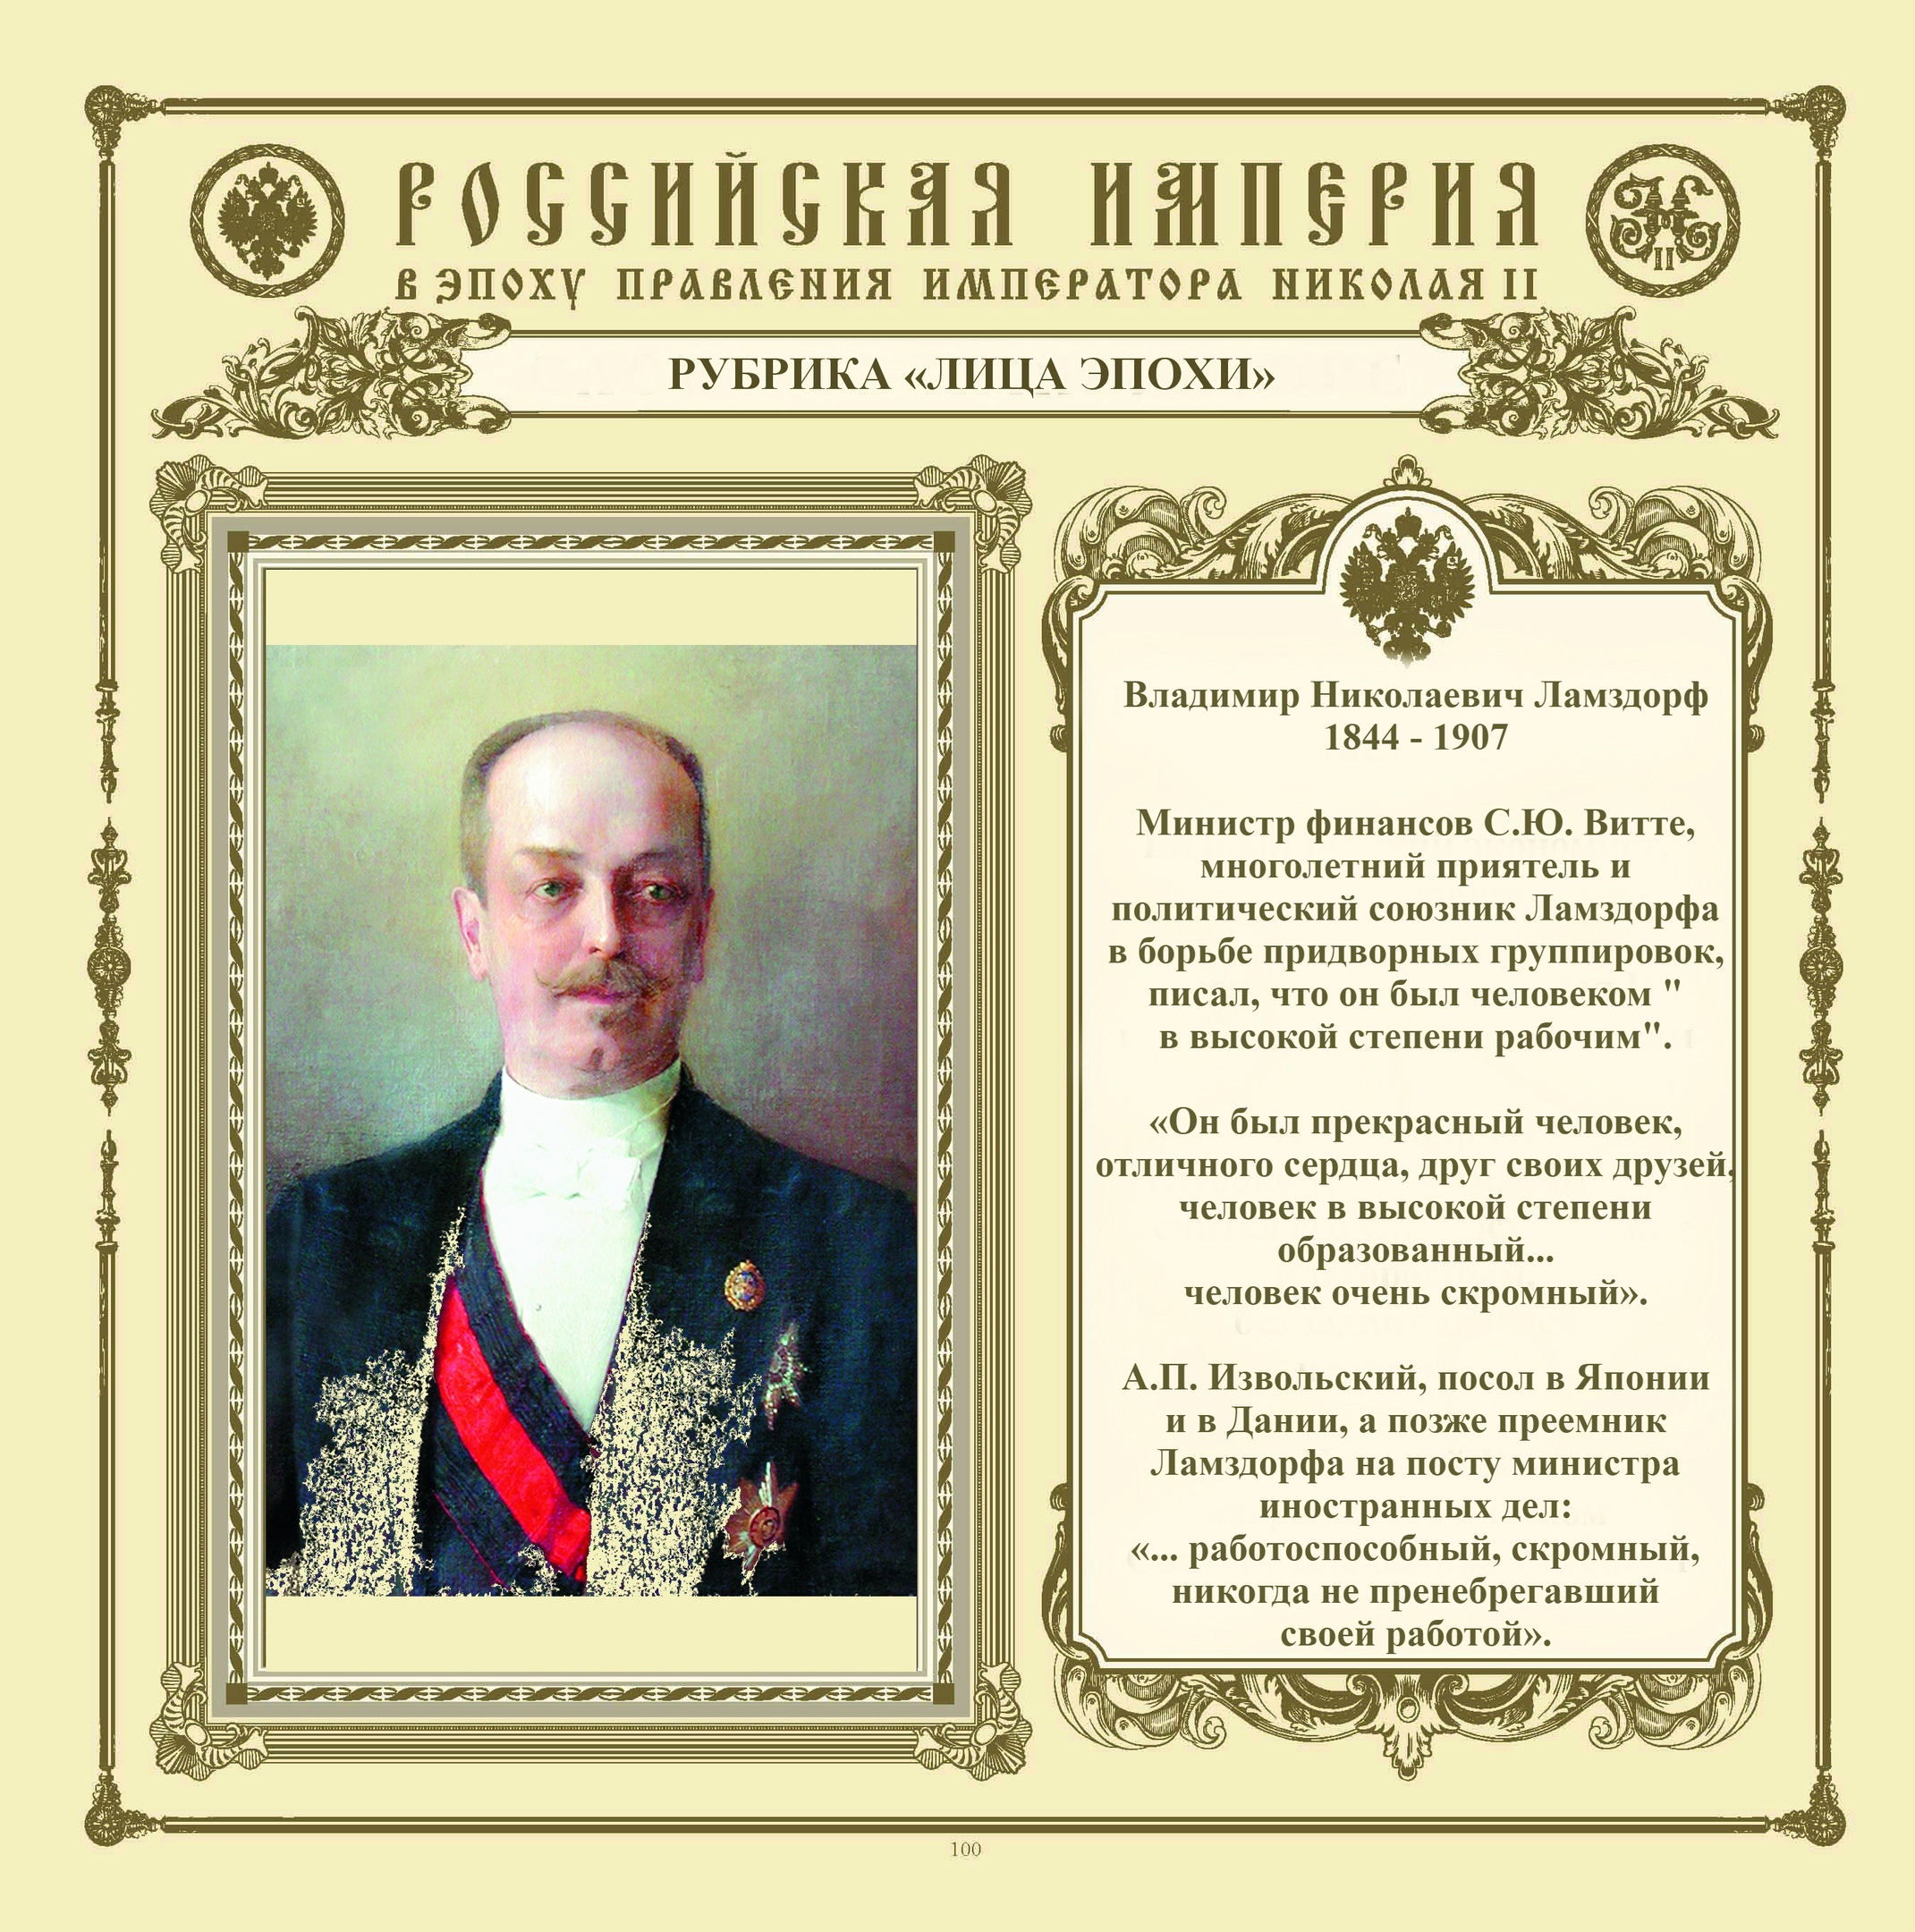 РОССИЙСКАЯ ИМПЕРИЯ
В ЭПОХУ ПРАВЛЕНИЯ ИМПЕРАТОРА НИКОЛАЯ II
РУБРИКА «ЛИЦА ЭПОХИ»
Владимир Николаевич Ламздорф
1844 - 1907
Министр финансов С.Ю. Витте,
многолетний приятель и
политический союзник Ламздорфа
в борьбе придворных группировок,
писал, что он был человеком "
в высокой степени рабочим".
«Он был прекрасный человек,
отличного сердца, друг своих друзей,
человек в высокой степени
образованный...
человек очень скромный».
А.П. Извольский, посол в Японии
и в Дании, а позже преемник
Ламздорфа на посту министра
иностранных дел:
«... работоспособный, скромный,
никогда не пренебрегавший
своей работой».
100